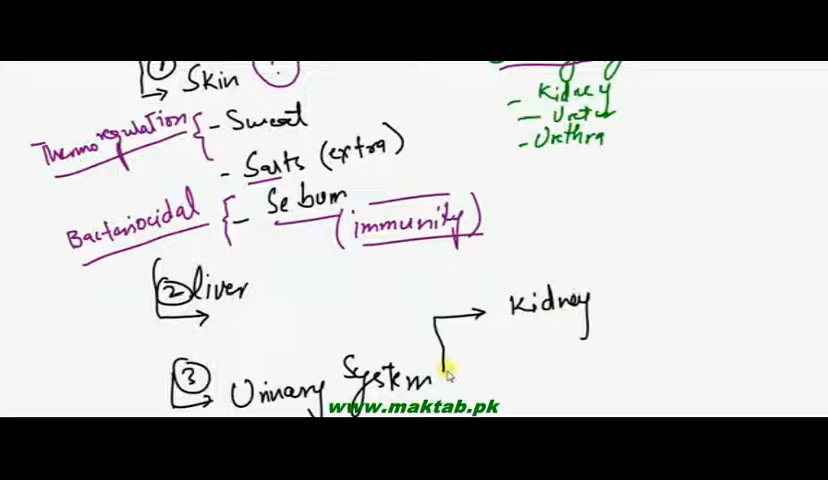 1 Skin
- Kidney
- Ureter
- Urethra
Thermoregulation { - Sweat
- Salts (extra)
Bacteriocidal { - Sebum (immunity)
2 liver
Kidney
3 Urinary System
www.maktab.pk